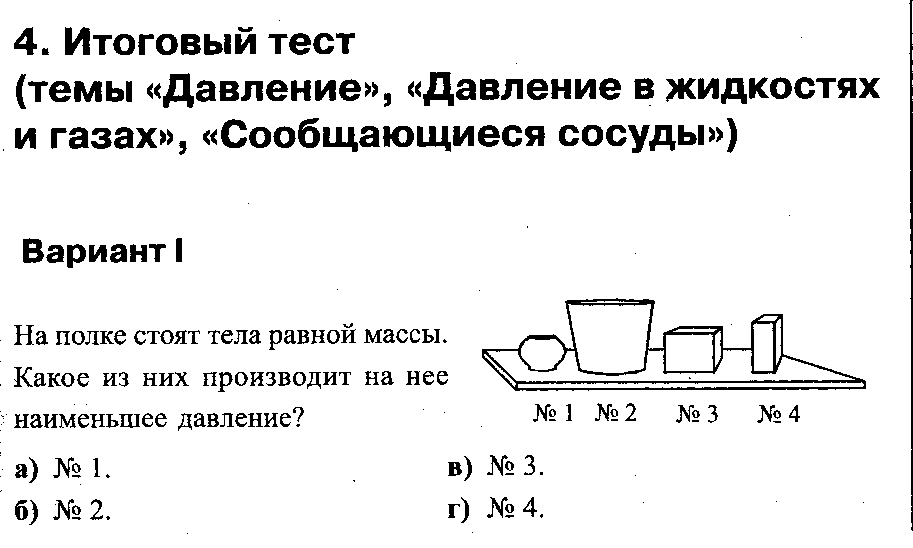 4. Итоговый тест
(темы «Давление», «Давление в жидкостях
и газах», «Сообщающиеся сосуды»)
Вариант I
На полке стоят тела равной массы.
Какое из них производит на нее
наименьшее давление?
№ 1 № 2 № 3 № 4
а) № 1.
б) № 2.
в) № 3.
г) № 4.